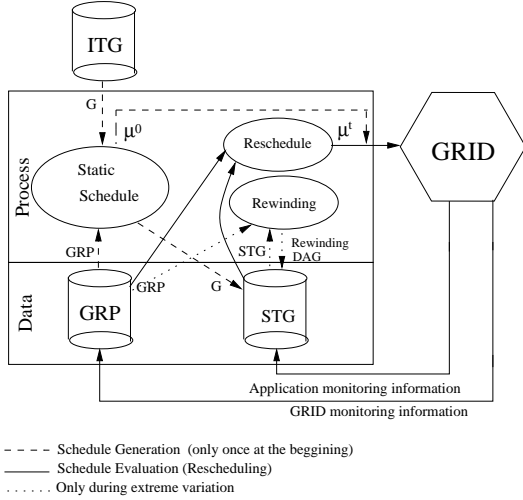 ITG
G
μ⁰
μᵗ
Reschedule
GRID
Static
Schedule
Process
Rewinding
GRP
STG
Rewinding
DAG
GRP
G
Data
GRP
STG
Application monitoring information
GRID monitoring information
Schedule Generation (only once at the beggining)
Schedule Evaluation (Rescheduling)
Only during extreme variation